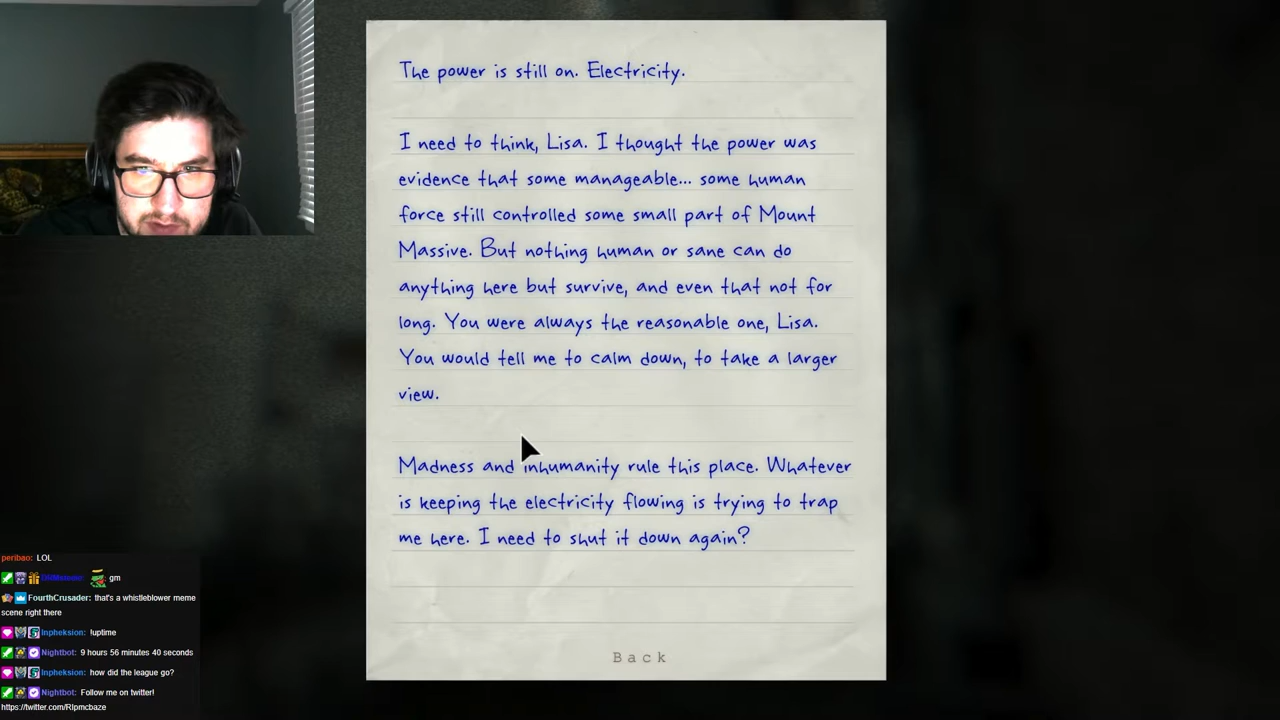 The power is still on. Electricity.
I need to think, Lisa. I thought the power was
evidence that some manageable... some human
force still controlled some small part of Mount
Massive. But nothing human or sane can do
anything here but survive, and even that not for
long. You were always the reasonable one, Lisa.
You would tell me to calm down, to take a larger
view.
Madness and inhumanity rule this place. Whatever
is keeping the electricity flowing is trying to trap
me here. I need to shut it down again?
Back
peribao: LOL
gm
FourthCrusader: that's a whistleblower meme
scene right there
Inpheksion: !uptime
Nightbot: 9 hours 56 minutes 40 seconds
Inpheksion: how did the league go?
Nightbot: Follow me on twitter!
https://twitter.com/RIpmcbaze